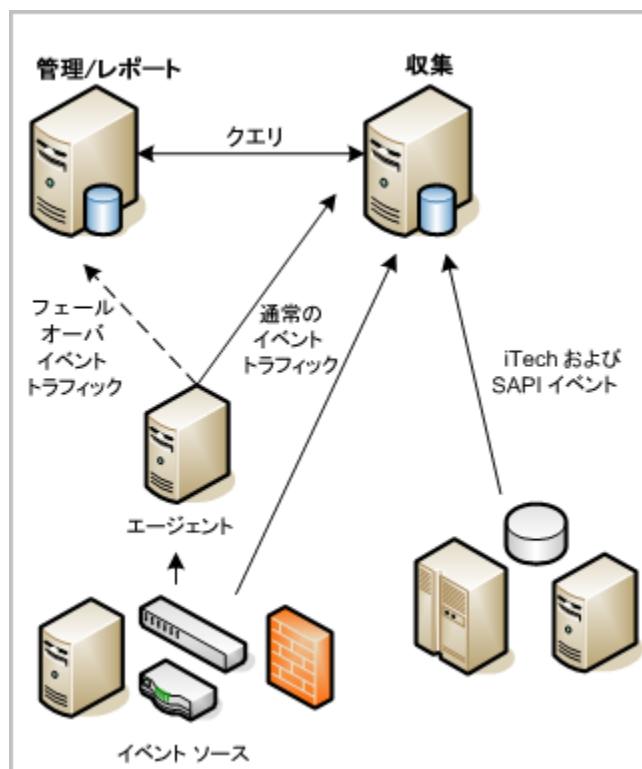 管理/レポート
収集
クエリ
フェール
オーバ
イベント
トラフィック
通常の
イベント
トラフィック
iTech および
SAPI イベント
エージェント
イベント ソース